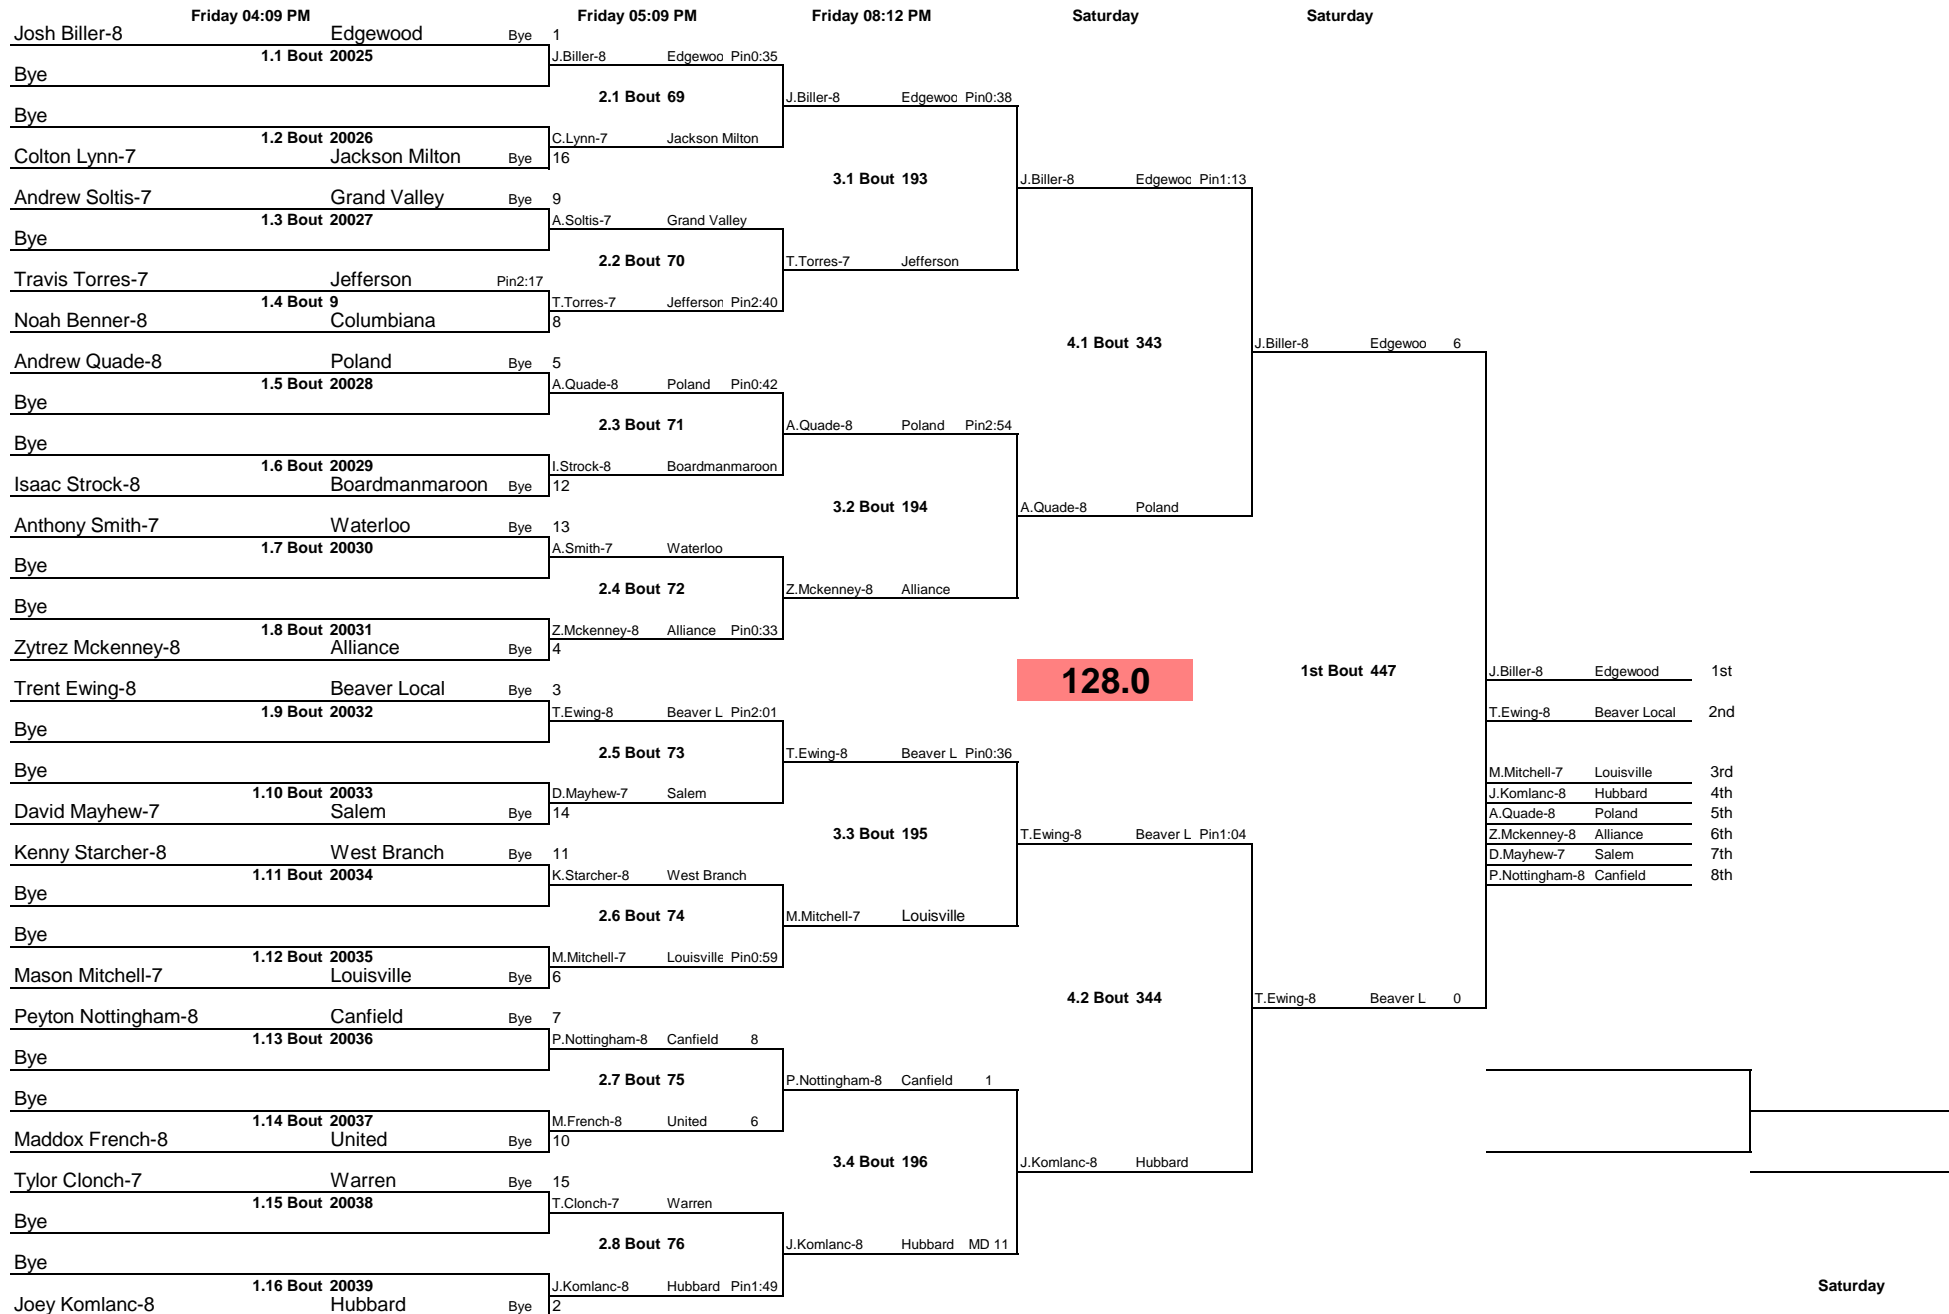 Friday 04:09 PM Friday 05:09 PM Friday 08:12 PM Saturday Saturday
Josh Biller-8 Edgewood Bye 1
1.1 Bout 20025 J.Biller-8 Edgewoo Pin0:35
Bye
2.1 Bout 69 J.Biller-8 Edgewoo Pin0:38
Bye
1.2 Bout 20026 C.Lynn-7 Jackson Milton
Colton Lynn-7 Jackson Milton Bye 16
3.1 Bout 193 J.Biller-8 Edgewoo Pin1:13
Andrew Soltis-7 Grand Valley Bye 9
1.3 Bout 20027 A.Soltis-7 Grand Valley
Bye
2.2 Bout 70 T.Torres-7 Jefferson
Travis Torres-7 Jefferson Pin2:17
1.4 Bout 9 T.Torres-7 Jefferson Pin2:40
Noah Benner-8 Columbiana 8
4.1 Bout 343 J.Biller-8 Edgewoo 6
Andrew Quade-8 Poland Bye 5
1.5 Bout 20028 A.Quade-8 Poland Pin0:42
Bye
2.3 Bout 71 A.Quade-8 Poland Pin2:54
Bye
1.6 Bout 20029 I.Strock-8 Boardmanmaroon
Isaac Strock-8 Boardmanmaroon Bye 12
3.2 Bout 194 A.Quade-8 Poland
Anthony Smith-7 Waterloo Bye 13
1.7 Bout 20030 A.Smith-7 Waterloo
Bye
2.4 Bout 72 Z.Mckenney-8 Alliance
Bye
1.8 Bout 20031 Z.Mckenney-8 Alliance Pin0:33
Zytrez Mckenney-8 Alliance Bye 4
128.0 1st Bout 447 J.Biller-8 Edgewood 1st
Trent Ewing-8 Beaver Local Bye 3
1.9 Bout 20032 T.Ewing-8 Beaver L Pin2:01 T.Ewing-8 Beaver Local 2nd
Bye
2.5 Bout 73 T.Ewing-8 Beaver L Pin0:36
Bye M.Mitchell-7 Louisville 3rd
1.10 Bout 20033 D.Mayhew-7 Salem J.Komlanc-8 Hubbard 4th
David Mayhew-7 Salem Bye 14 A.Quade-8 Poland 5th
3.3 Bout 195 T.Ewing-8 Beaver L Pin1:04 Z.Mckenney-8 Alliance 6th
Kenny Starcher-8 West Branch Bye 11 D.Mayhew-7 Salem 7th
1.11 Bout 20034 K.Starcher-8 West Branch P.Nottingham-8 Canfield 8th
Bye
2.6 Bout 74 M.Mitchell-7 Louisville
Bye
1.12 Bout 20035 M.Mitchell-7 Louisville Pin0:59
Mason Mitchell-7 Louisville Bye 6
4.2 Bout 344 T.Ewing-8 Beaver L 0
Peyton Nottingham-8 Canfield Bye 7
1.13 Bout 20036 P.Nottingham-8 Canfield 8
Bye
2.7 Bout 75 P.Nottingham-8 Canfield 1
Bye
1.14 Bout 20037 M.French-8 United 6
Maddox French-8 United Bye 10
3.4 Bout 196 J.Komlanc-8 Hubbard
Tylor Clonch-7 Warren Bye 15
1.15 Bout 20038 T.Clonch-7 Warren
Bye
2.8 Bout 76 J.Komlanc-8 Hubbard MD 11
Bye
1.16 Bout 20039 J.Komlanc-8 Hubbard Pin1:49 Saturday
Joey Komlanc-8 Hubbard Bye 2